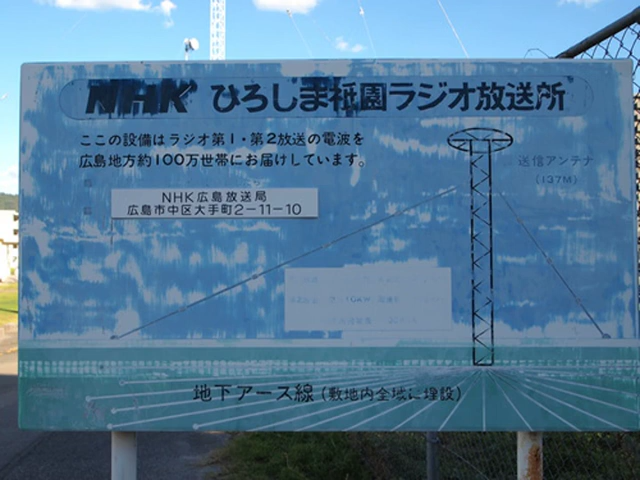 NHK ひろしま祇園ラジオ放送所
ここの設備はラジオ第1・第2放送の電波を
広島地方約100万世帯にお届けしています。
NHK広島放送局
広島市中区大手町2-11-10
送信アンテナ
(137M)
地下アース線(敷地内全域に埋設)